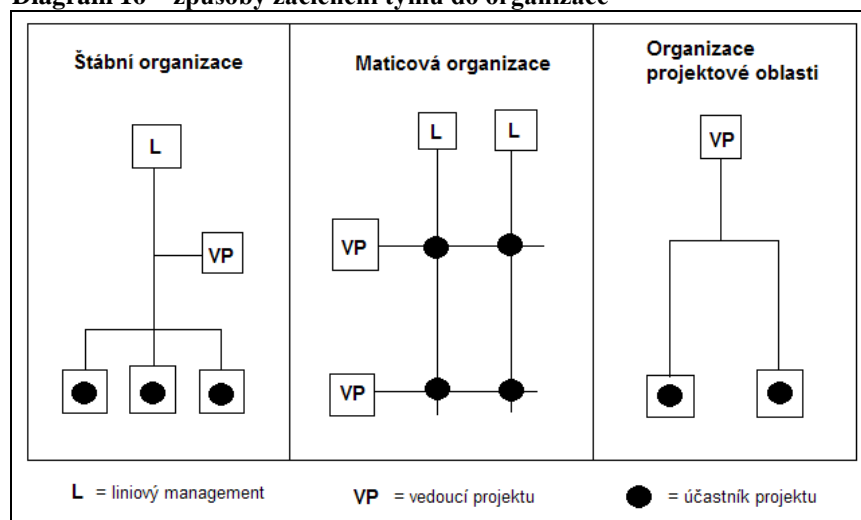 Diagram 16 – způsoby začlenění týmu do organizace
Štábní organizace
Maticová organizace
Organizace
projektové oblasti
L
VP
L
L
VP
VP
VP
L = liniový management
VP = vedoucí projektu
= účastník projektu